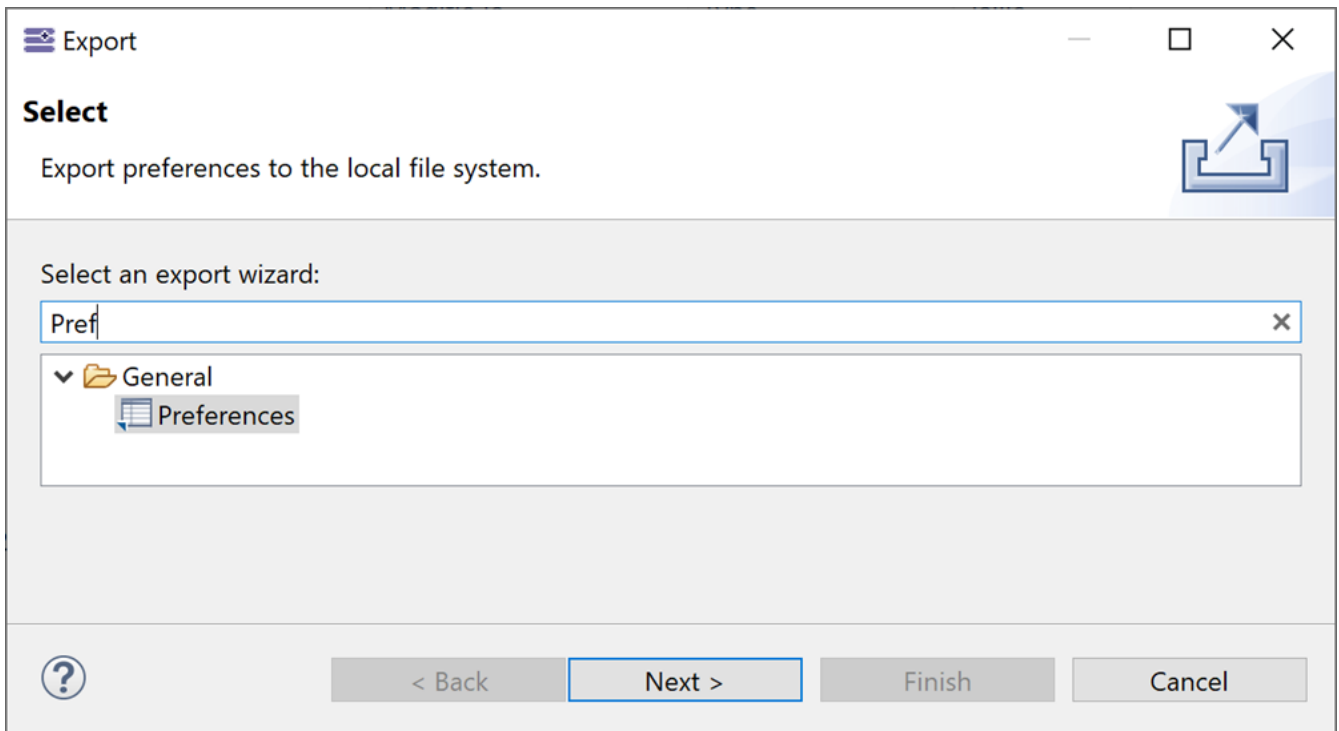 Export
Select
Export preferences to the local file system.
Select an export wizard:
Pref
General
Preferences
< Back Next > Finish Cancel